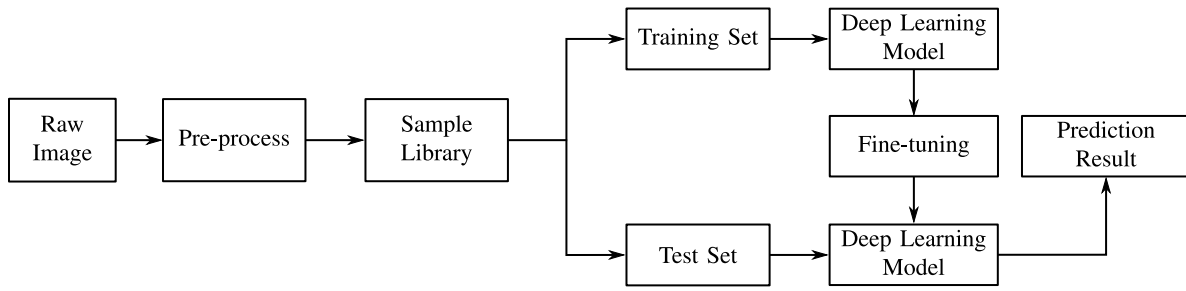 Raw
Image
Pre-process
Sample
Library
Training Set
Deep Learning
Model
Fine-tuning
Test Set
Deep Learning
Model
Prediction
Result